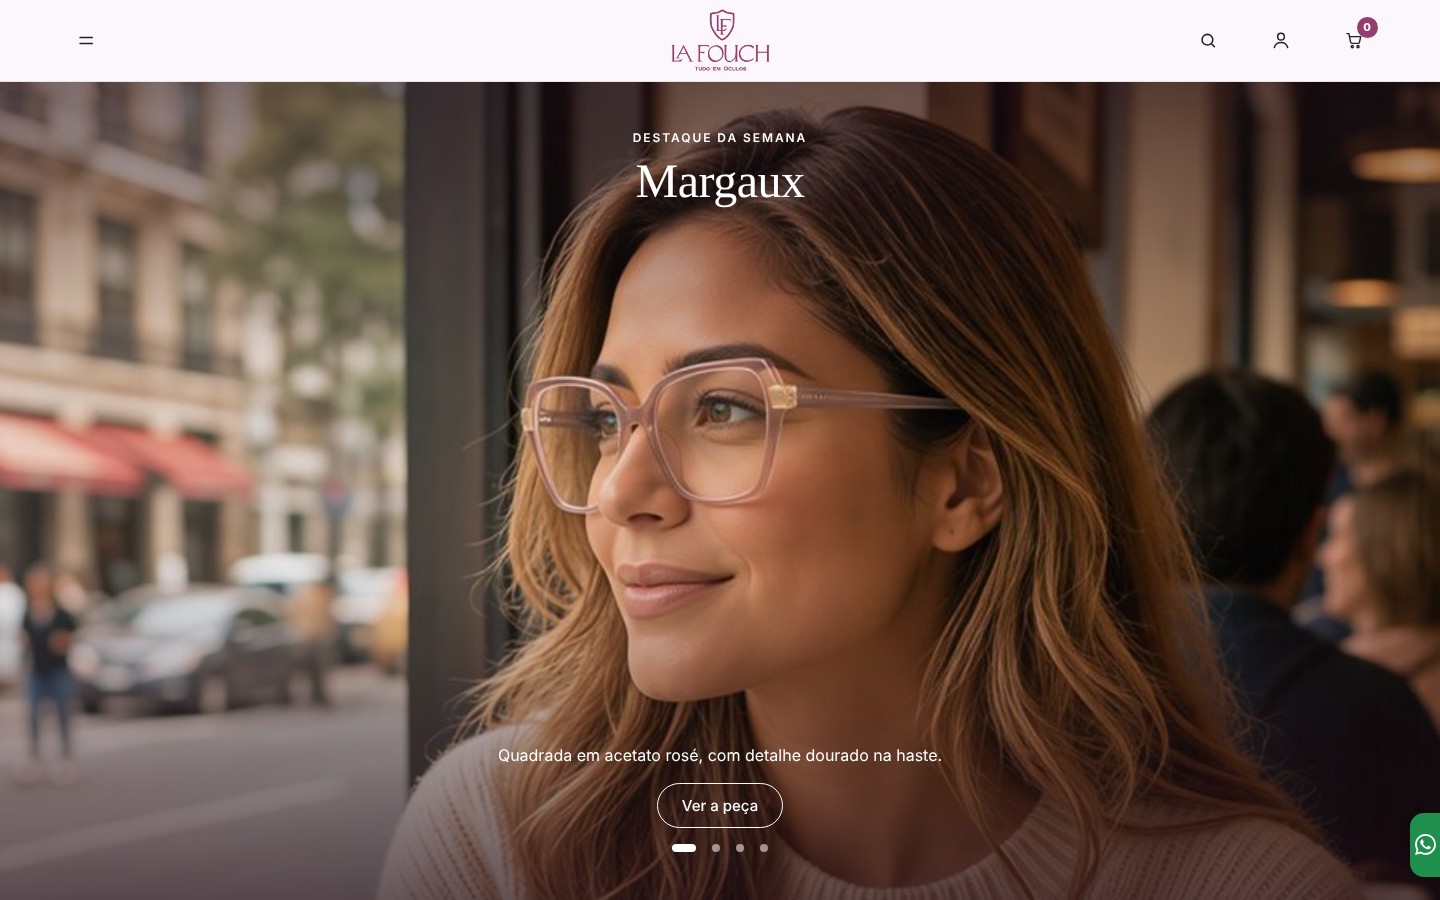 LF
LA FOUCH
TUDO EM ÓCULOS
0
DESTAQUE DA SEMANA
Margaux
Quadrada em acetato rosé, com detalhe dourado na haste.
Ver a peça